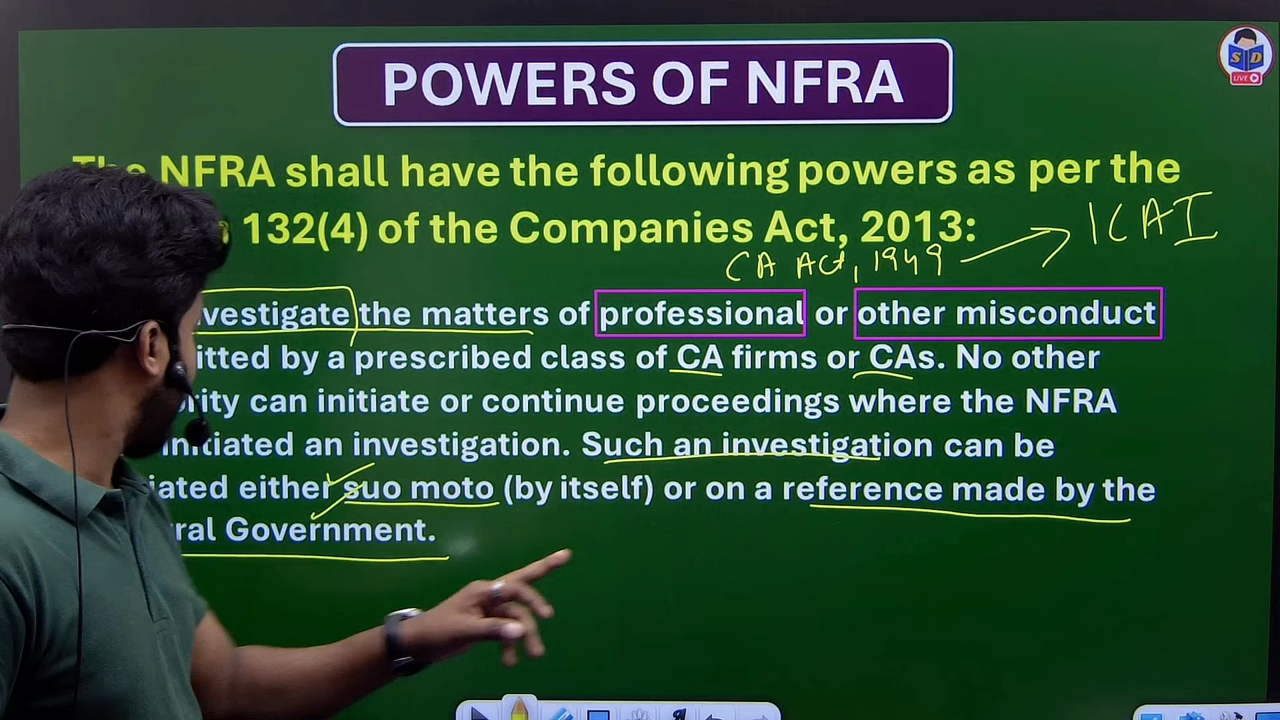 POWERS OF NFRA
S D
LIVE
The NFRA shall have the following powers as per the
132(4) of the Companies Act, 2013:
ICAI
CA Act, 1949
vestigate the matters of professional or other misconduct
itted by a prescribed class of CA firms or CAs. No other
rity can initiate or continue proceedings where the NFRA
initiated an investigation. Such an investigation can be
iated either suo moto (by itself) or on a reference made by the
ral Government.